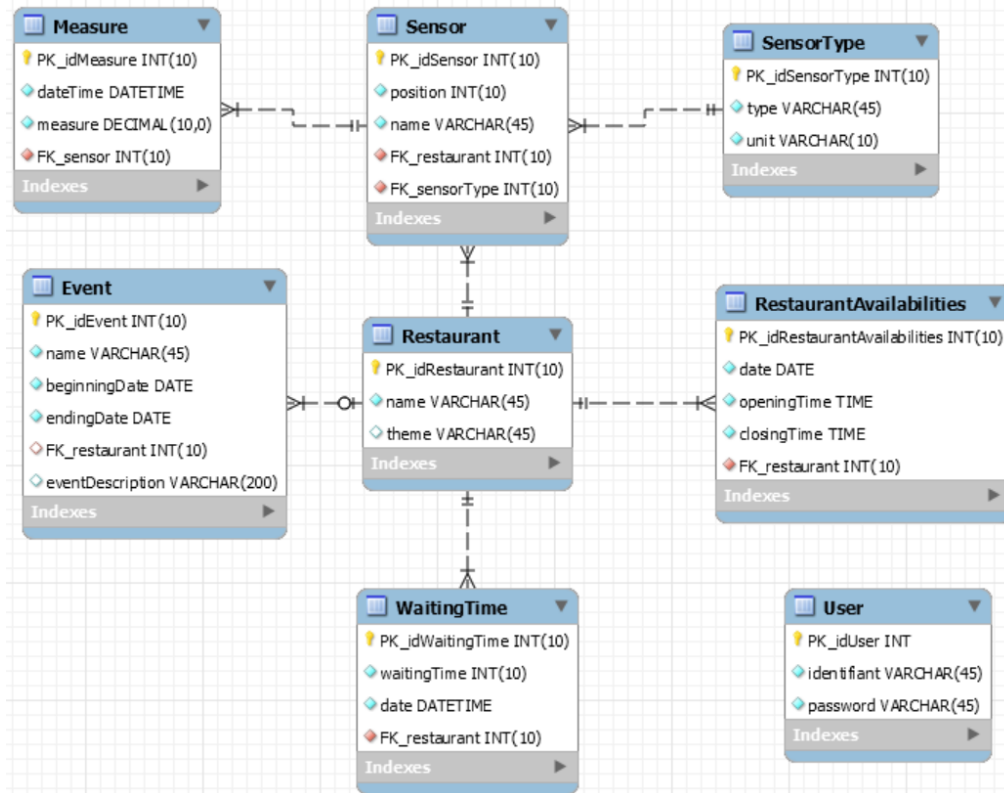 Measure
PK_idMeasure INT(10)
dateTime DATETIME
measure DECIMAL(10,0)
FK_sensor INT(10)
Indexes
Sensor
PK_idSensor INT(10)
position INT(10)
name VARCHAR(45)
FK_restaurant INT(10)
FK_sensorType INT(10)
Indexes
SensorType
PK_idSensorType INT(10)
type VARCHAR(45)
unit VARCHAR(10)
Indexes
Event
PK_idEvent INT(10)
name VARCHAR(45)
beginningDate DATE
endingDate DATE
FK_restaurant INT(10)
eventDescription VARCHAR(200)
Indexes
Restaurant
PK_idRestaurant INT(10)
name VARCHAR(45)
theme VARCHAR(45)
Indexes
RestaurantAvailabilities
PK_idRestaurantAvailabilities INT(10)
date DATE
openingTime TIME
closingTime TIME
FK_restaurant INT(10)
Indexes
WaitingTime
PK_idWaitingTime INT(10)
waitingTime INT(10)
date DATETIME
FK_restaurant INT(10)
Indexes
User
PK_idUser INT
identifiant VARCHAR(45)
password VARCHAR(45)
Indexes